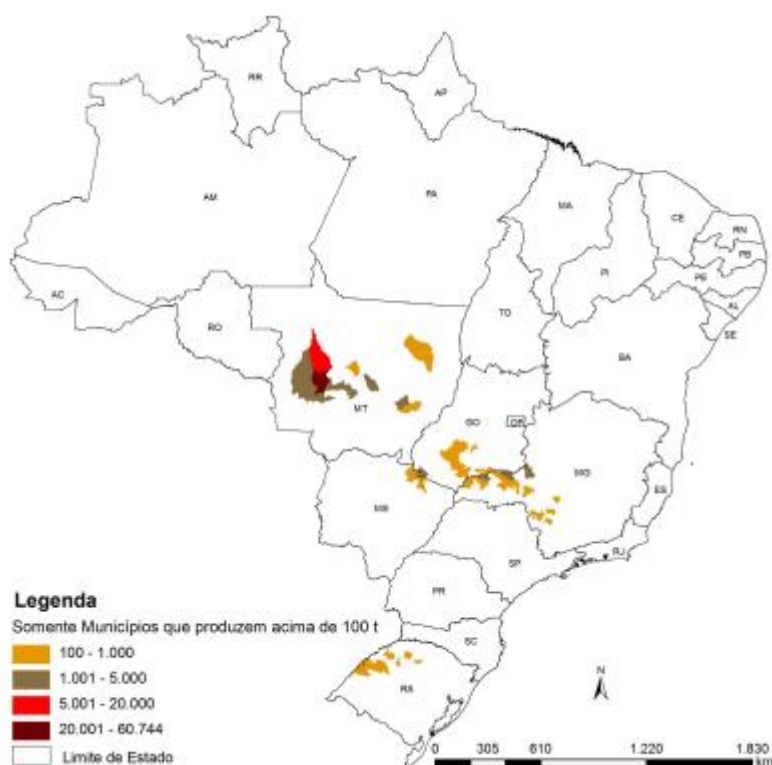 RR
AP
AM
PA
MA
CE
RN
PB
PE
AL
SE
PI
AC
RO
TO
BA
MT
GO
DF
MG
ES
MS
SP
RJ
PR
SC
RS
Legenda
Somente Municípios que produzem acima de 100 t
100 - 1.000
1.001 - 5.000
5.001 - 20.000
20.001 - 60.744
Limite de Estado
N
0 305 610 1.220 1.830
km